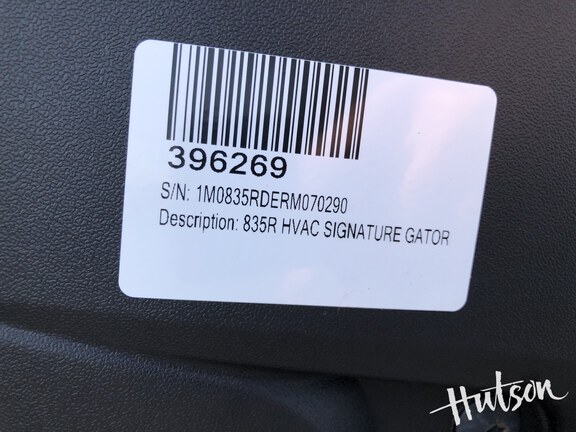 396269
S/N: 1M0835RDERM070290
Description: 835R HVAC SIGNATURE GATOR
Hutson